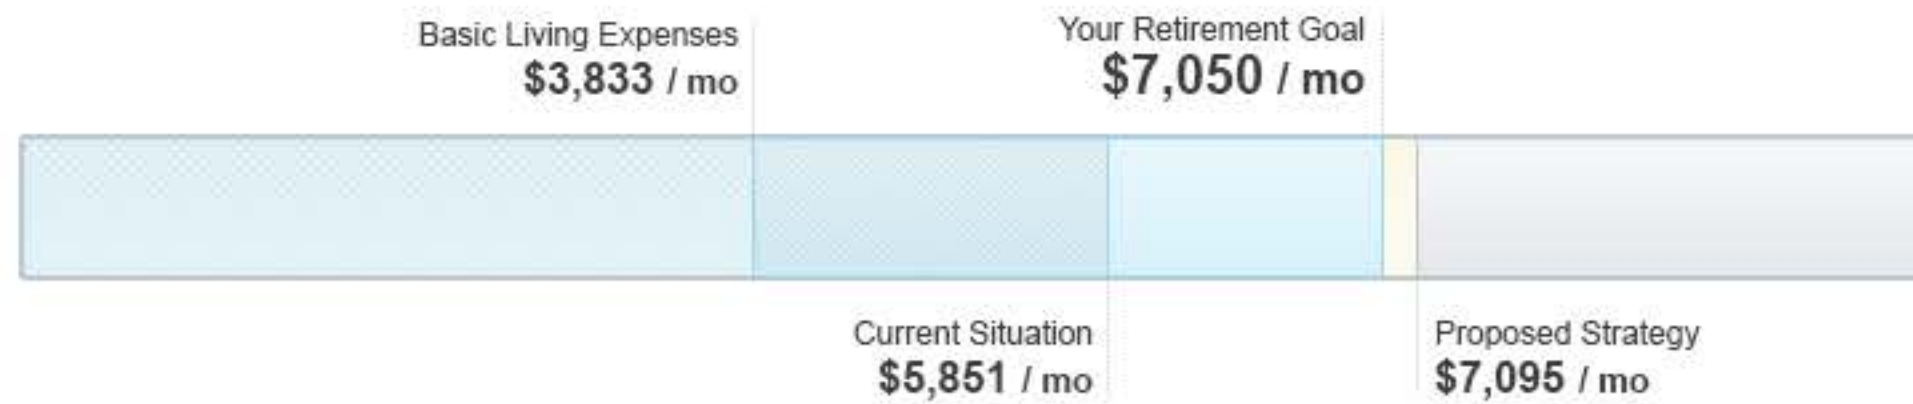 Basic Living Expenses
$3,833 / mo
Your Retirement Goal
$7,050 / mo
Current Situation
$5,851 / mo
Proposed Strategy
$7,095 / mo